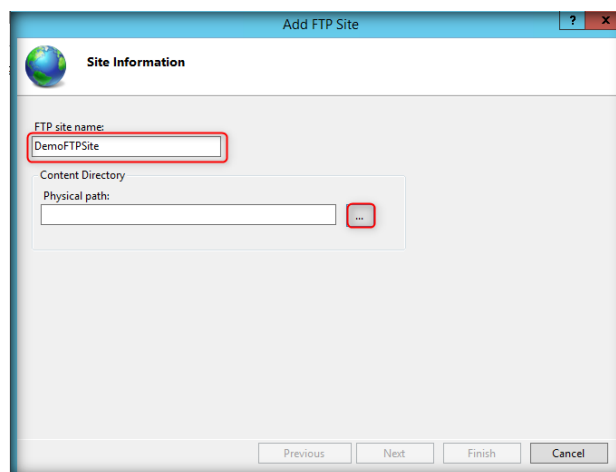 Add FTP Site
?
x
Site Information
FTP site name:
DemoFTPSite
Content Directory
Physical path:
...
Previous
Next
Finish
Cancel